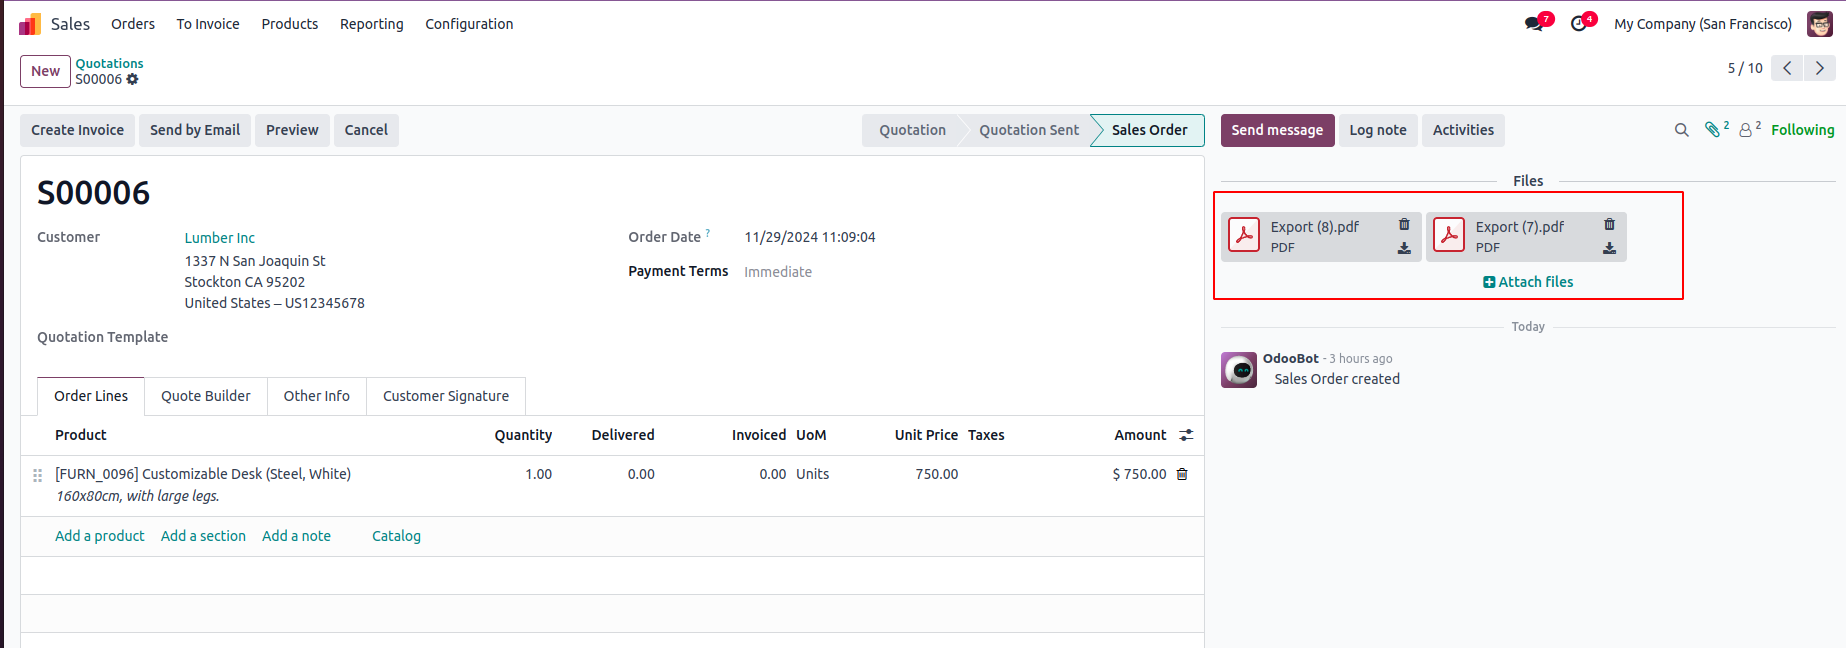 Sales Orders To Invoice Products Reporting Configuration 7 4 My Company (San Francisco)
New Quotations
S00006
5 / 10
Create Invoice Send by Email Preview Cancel Quotation Quotation Sent Sales Order Send message Log note Activities 2 2 Following
Files
S00006
Export (8).pdf
PDF
Export (7).pdf
PDF
Attach files
Customer Lumber Inc
1337 N San Joaquin St
Stockton CA 95202
United States – US12345678
Order Date ? 11/29/2024 11:09:04
Payment Terms Immediate
Quotation Template
Today
OdooBot - 3 hours ago
Sales Order created
Order Lines Quote Builder Other Info Customer Signature
Product Quantity Delivered Invoiced UoM Unit Price Taxes Amount
[FURN_0096] Customizable Desk (Steel, White) 1.00 0.00 0.00 Units 750.00 $ 750.00
160x80cm, with large legs.
Add a product Add a section Add a note Catalog